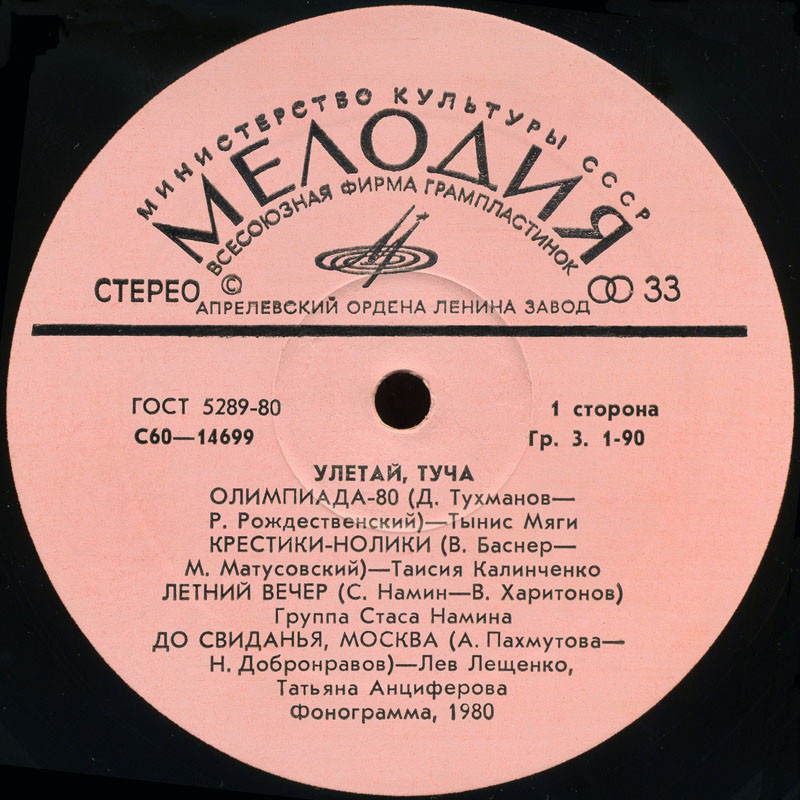 МИНИСТЕРСТВО КУЛЬТУРЫ СССР
МЕЛОДИЯ
ВСЕСОЮЗНАЯ ФИРМА ГРАМПЛАСТИНОК
СТЕРЕО © 33
АПРЕЛЕВСКИЙ ОРДЕНА ЛЕНИНА ЗАВОД
ГОСТ 5289-80 1 сторона
С60—14699 Гр. 3. 1-90
УЛЕТАЙ, ТУЧА
ОЛИМПИАДА-80 (Д. Тухманов—
Р. Рождественский)—Тынис Мяги
КРЕСТИКИ-НОЛИКИ (В. Баснер—
М. Матусовский)—Таисия Калинченко
ЛЕТНИЙ ВЕЧЕР (С. Намин—В. Харитонов)
Группа Стаса Намина
ДО СВИДАНЬЯ, МОСКВА (А. Пахмутова—
Н. Добронравов)—Лев Лещенко,
Татьяна Анциферова
Фонограмма, 1980